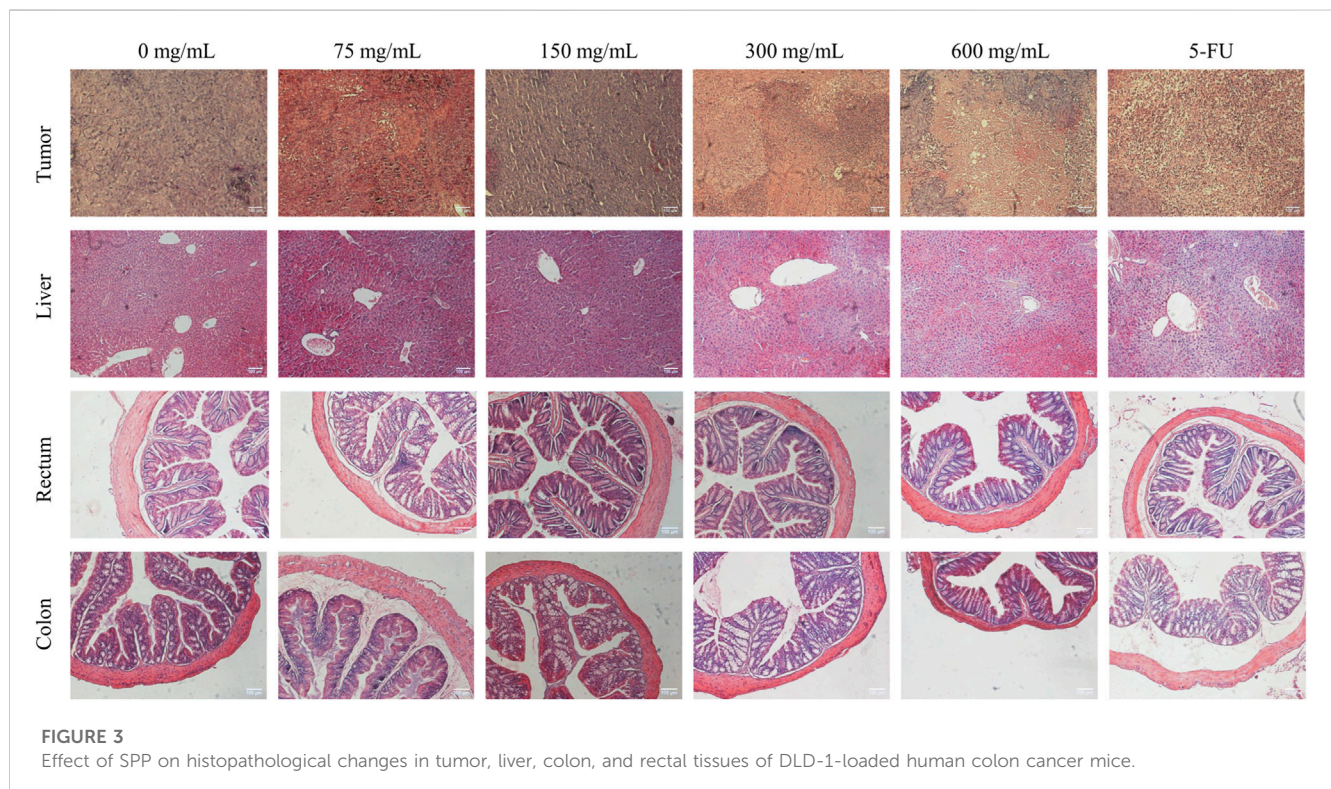 0 mg/mL 75 mg/mL 150 mg/mL 300 mg/mL 600 mg/mL 5-FU
Tumor
Liver
Rectum
Colon
FIGURE 3
Effect of SPP on histopathological changes in tumor, liver, colon, and rectal tissues of DLD-1-loaded human colon cancer mice.